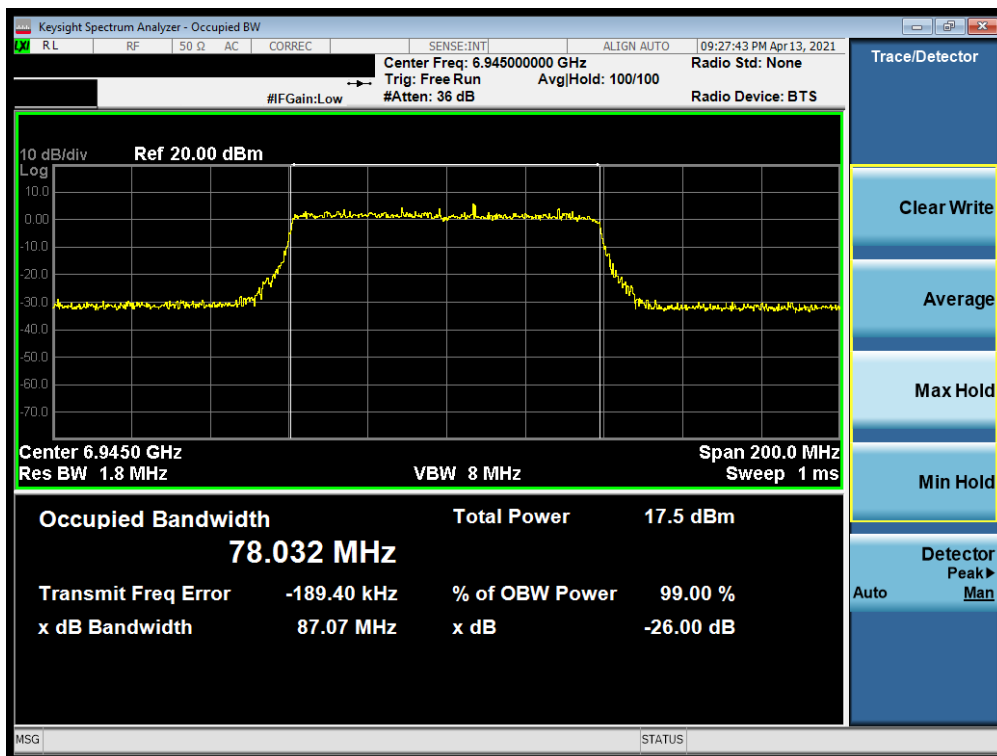 Keysight Spectrum Analyzer - Occupied BW
LXI RL RF 50 Ω AC CORREC SENSE:INT ALIGN AUTO 09:27:43 PM Apr 13, 2021
Center Freq: 6.945000000 GHz Radio Std: None
Trig: Free Run Avg|Hold: 100/100
#IFGain:Low #Atten: 36 dB Radio Device: BTS
10 dB/div Ref 20.00 dBm
Log
10.0
0.00
-10.0
-20.0
-30.0
-40.0
-50.0
-60.0
-70.0
Center 6.9450 GHz Span 200.0 MHz
Res BW 1.8 MHz VBW 8 MHz Sweep 1 ms
Occupied Bandwidth Total Power 17.5 dBm
78.032 MHz
Transmit Freq Error -189.40 kHz % of OBW Power 99.00 %
x dB Bandwidth 87.07 MHz x dB -26.00 dB
MSG STATUS
Trace/Detector
Clear Write
Average
Max Hold
Min Hold
Detector
Peak▶
Auto Man